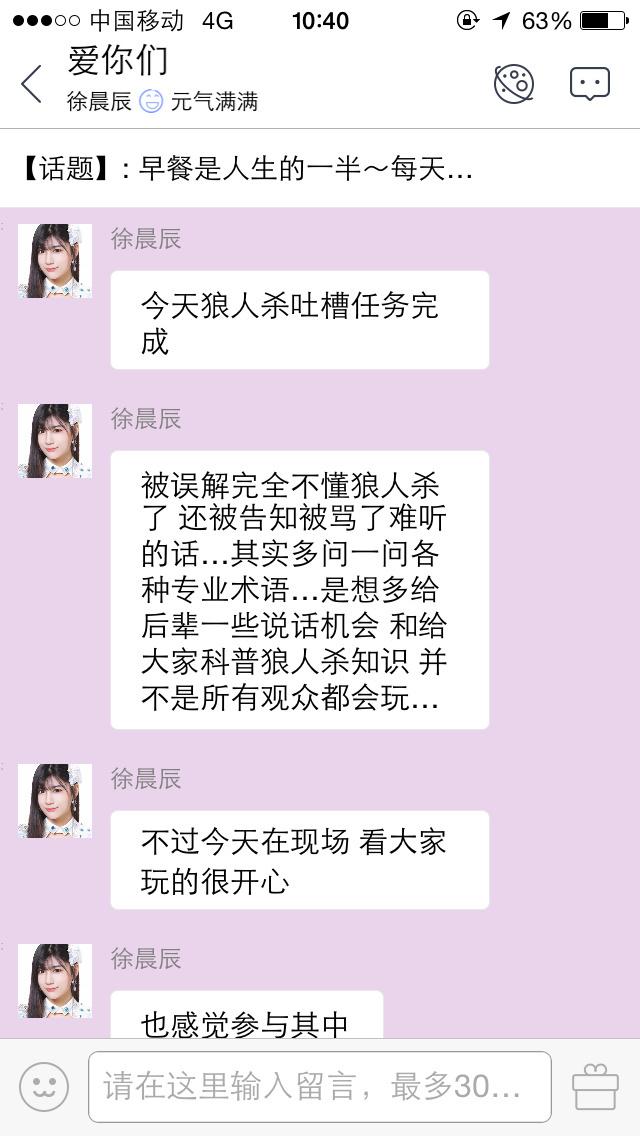 中国移动 4G 10:40 63%
爱你们
徐晨辰 元气满满
【话题】: 早餐是人生的一半～每天...
徐晨辰
今天狼人杀吐槽任务完
成
徐晨辰
被误解完全不懂狼人杀
了 还被告知被骂了难听
的话...其实多问一问各
种专业术语...是想多给
后辈一些说话机会 和给
大家科普狼人杀知识 并
不是所有观众都会玩...
徐晨辰
不过今天在现场 看大家
玩的很开心
徐晨辰
也感觉参与其中
请在这里输入留言，最多30...